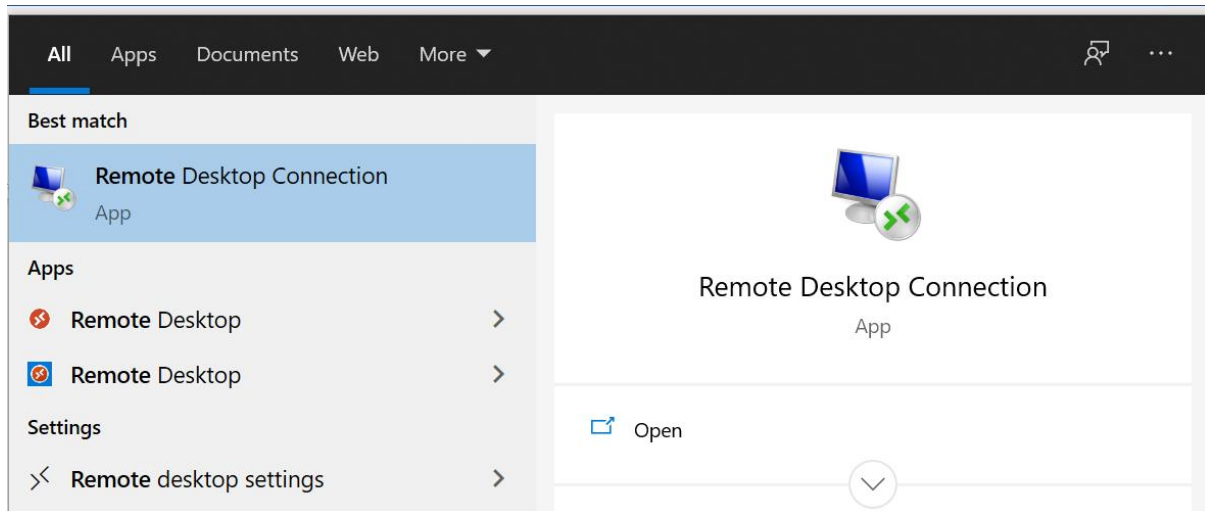 All Apps Documents Web More
Best match
Remote Desktop Connection
App
Apps
Remote Desktop
Remote Desktop
Settings
Remote desktop settings
Remote Desktop Connection
App
Open